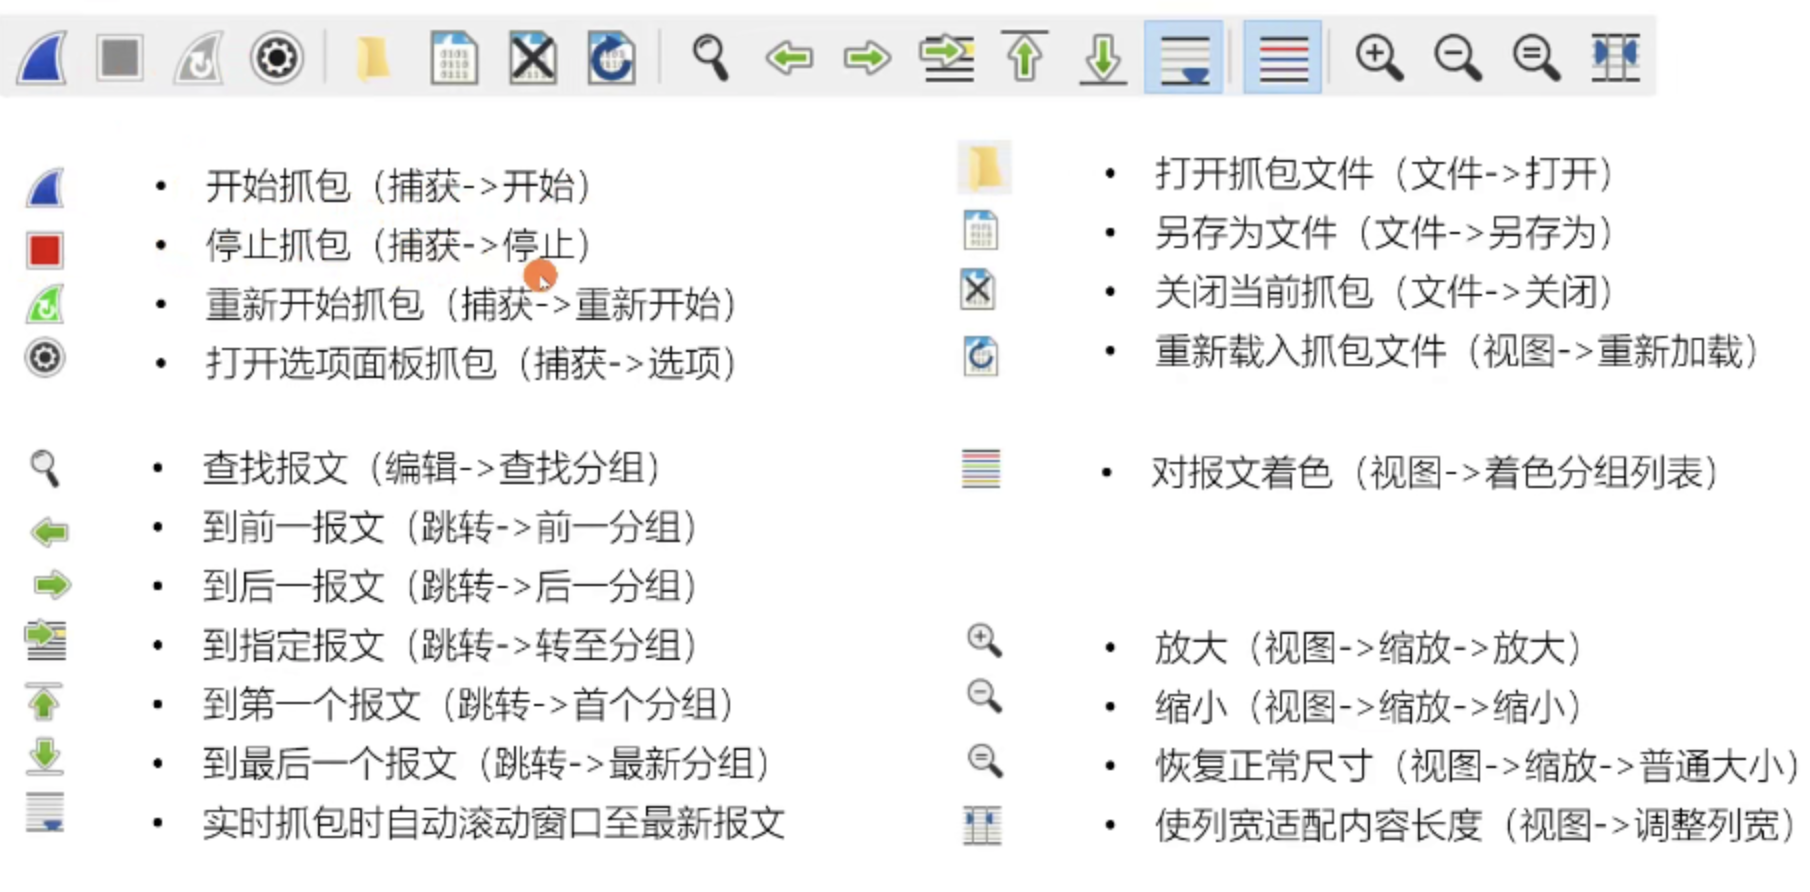 开始抓包（捕获->开始）
停止抓包（捕获->停止）
重新开始抓包（捕获->重新开始）
打开选项面板抓包（捕获->选项）
查找报文（编辑->查找分组）
到前一报文（跳转->前一分组）
到后一报文（跳转->后一分组）
到指定报文（跳转->转至分组）
到第一个报文（跳转->首个分组）
到最后一个报文（跳转->最新分组）
实时抓包时自动滚动窗口至最新报文
打开抓包文件（文件->打开）
另存为文件（文件->另存为）
关闭当前抓包（文件->关闭）
重新载入抓包文件（视图->重新加载）
对报文着色（视图->着色分组列表）
放大（视图->缩放->放大）
缩小（视图->缩放->缩小）
恢复正常尺寸（视图->缩放->普通大小）
使列宽适配内容长度（视图->调整列宽）